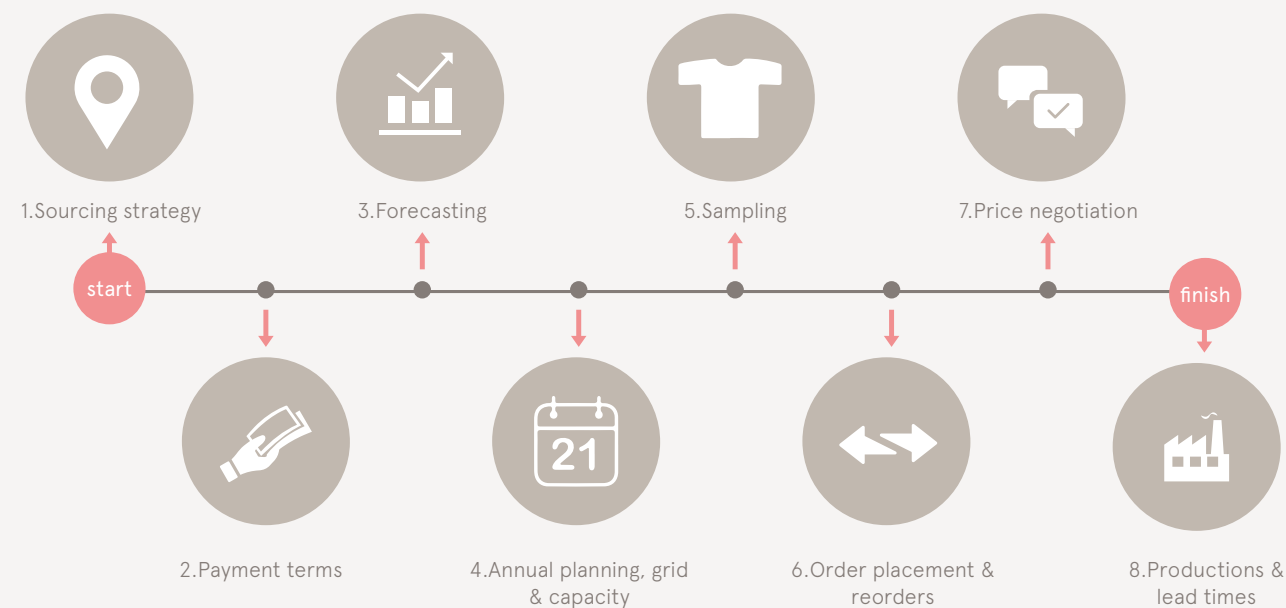 1.Sourcing strategy
3.Forecasting
5.Sampling
7.Price negotiation
start
finish
21
2.Payment terms
4.Annual planning, grid
& capacity
6.Order placement &
reorders
8.Productions &
lead times